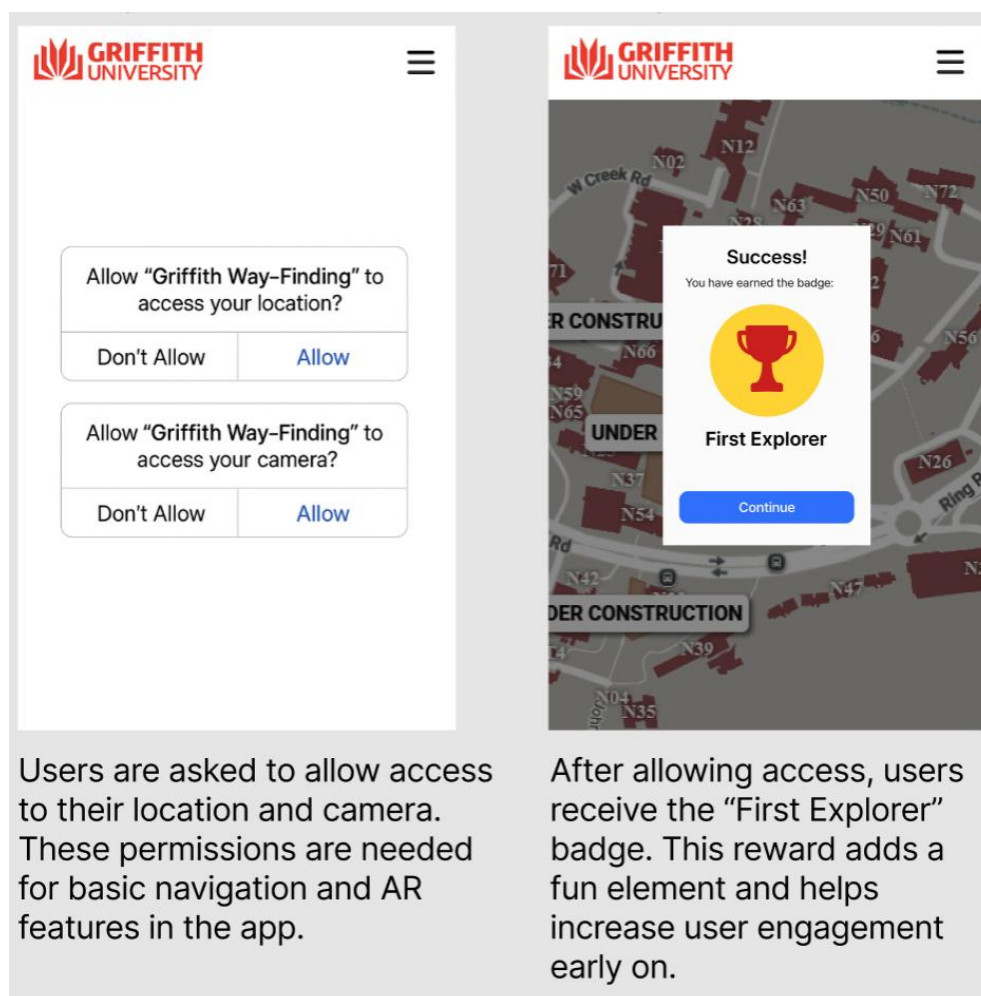 GRIFFITH
UNIVERSITY
Allow “Griffith Way-Finding” to
access your location?
Don't Allow
Allow
Allow “Griffith Way-Finding” to
access your camera?
Don't Allow
Allow
Users are asked to allow access
to their location and camera.
These permissions are needed
for basic navigation and AR
features in the app.
GRIFFITH
UNIVERSITY
N12
N02
W Creek Rd
N50
N72
N63
N28
N61
71
Success!
You have earned the badge:
ER CONSTRU
N56
N66
N59
N65
UNDER
First Explorer
N26
N37
Ring R
N54
Continue
Rd
N42
N47
DER CONSTRUCTION
N39
N04
N35
After allowing access, users
receive the “First Explorer”
badge. This reward adds a
fun element and helps
increase user engagement
early on.